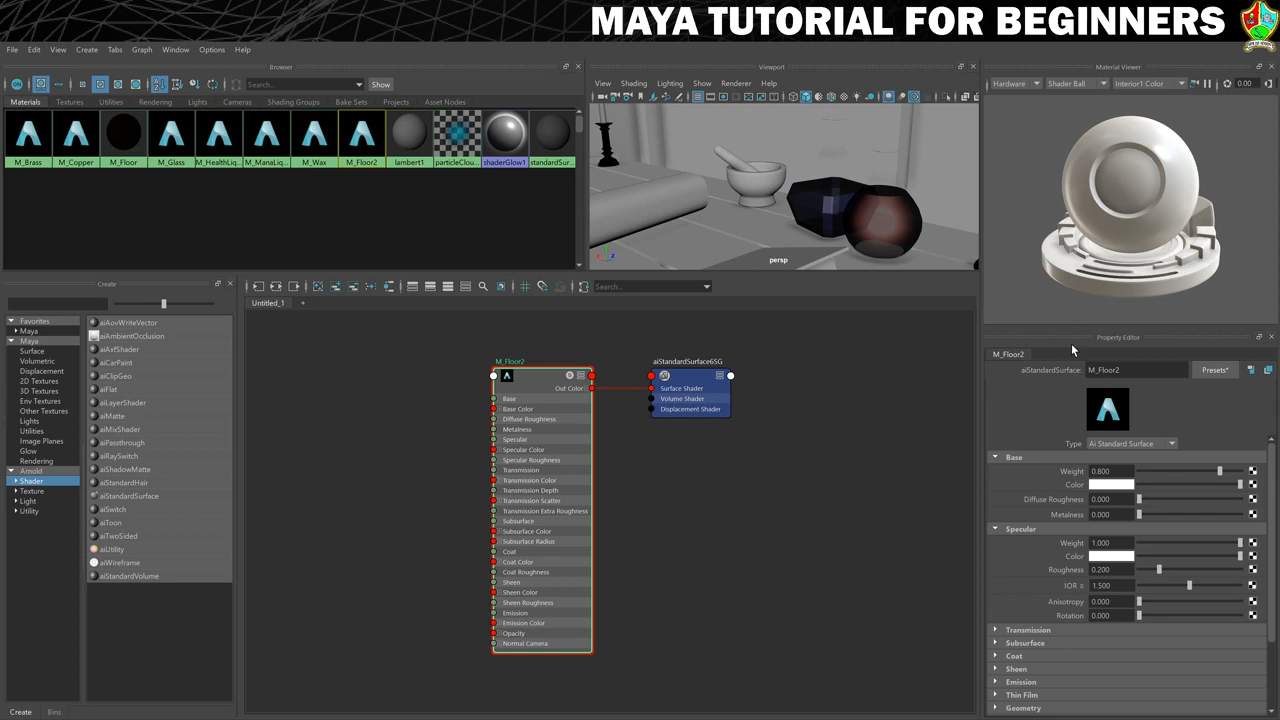 MAYA TUTORIAL FOR BEGINNERS
File Edit View Create Tabs Graph Window Options Help
Browser
Search...
Show
Materials Textures Utilities Rendering Lights Cameras Shading Groups Bake Sets Projects Asset Nodes
M_Brass M_Copper M_Floor M_Glass M_HealthLiq... M_ManaLiq... M_Wax M_Floor2 lambert1 particleClou... shaderGlow1 standardSur...
Viewport
View Shading Lighting Show Renderer Help
persp
Material Viewer
Hardware Shader Ball Interior1 Color 0.00
Create
Favorites
Maya
Maya
Surface
Volumetric
Displacement
2D Textures
3D Textures
Env Textures
Other Textures
Lights
Utilities
Image Planes
Glow
Rendering
Arnold
Shader
Texture
Light
Utility
aiAovWriteVector
aiAmbientOcclusion
aiAxfShader
aiCarPaint
aiClipGeo
aiFlat
aiLayerShader
aiMatte
aiMixShader
aiPassthrough
aiRaySwitch
aiShadowMatte
aiStandardHair
aiStandardSurface
aiSwitch
aiToon
aiTwoSided
aiUtility
aiWireframe
aiStandardVolume
Create Bins
Search...
Untitled_1 +
M_Floor2
Out Color
Base
Base Color
Diffuse Roughness
Metalness
Specular
Specular Color
Specular Roughness
Transmission
Transmission Color
Transmission Depth
Transmission Scatter
Transmission Extra Roughness
Subsurface
Subsurface Color
Subsurface Radius
Coat
Coat Color
Coat Roughness
Sheen
Sheen Color
Sheen Roughness
Emission
Emission Color
Opacity
Normal Camera
aiStandardSurface6SG
Surface Shader
Volume Shader
Displacement Shader
Property Editor
M_Floor2
aiStandardSurface: M_Floor2 Presets*
Type Ai Standard Surface
Base
Weight 0.800
Color
Diffuse Roughness 0.000
Metalness 0.000
Specular
Weight 1.000
Color
Roughness 0.200
IOR = 1.500
Anisotropy 0.000
Rotation 0.000
Transmission
Subsurface
Coat
Sheen
Emission
Thin Film
Geometry